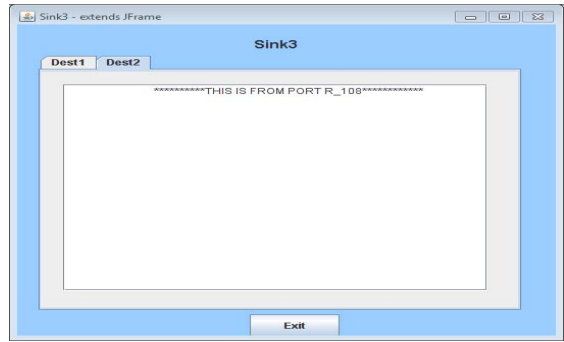 Sink3 - extends JFrame
Sink3
Dest1 Dest2
**********THIS IS FROM PORT R_108************
Exit